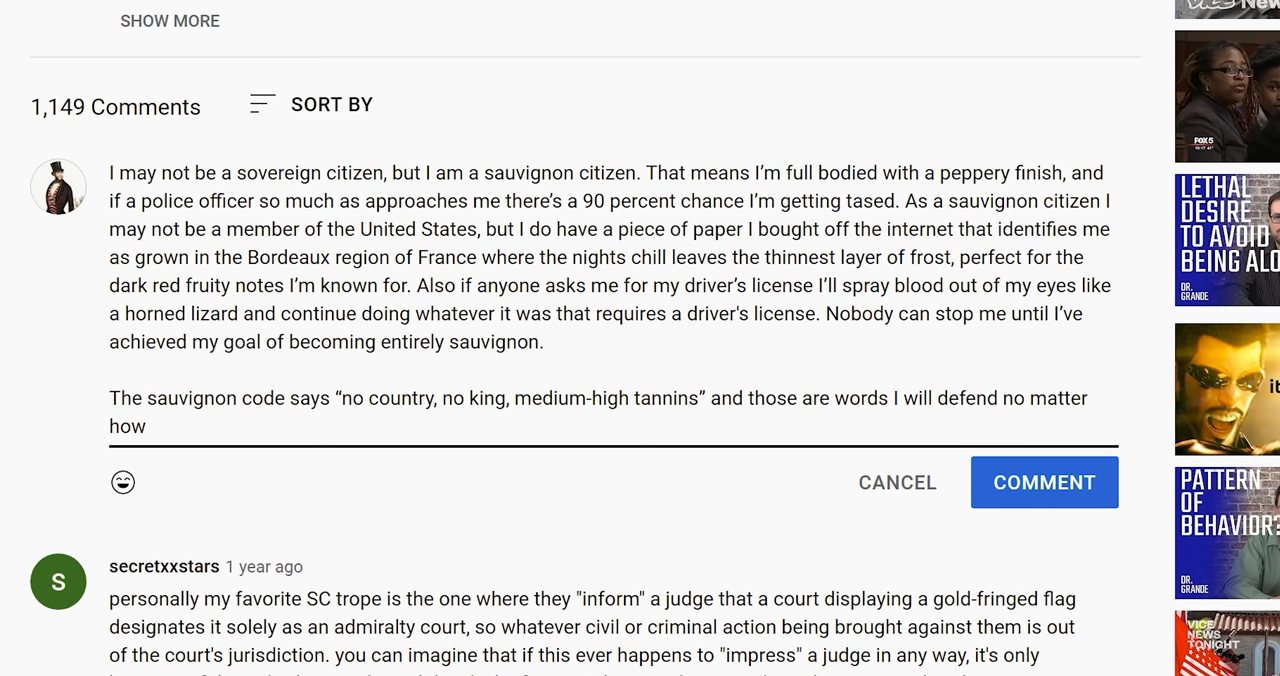 SHOW MORE
1,149 Comments
SORT BY
I may not be a sovereign citizen, but I am a sauvignon citizen. That means I’m full bodied with a peppery finish, and
if a police officer so much as approaches me there’s a 90 percent chance I’m getting tased. As a sauvignon citizen I
may not be a member of the United States, but I do have a piece of paper I bought off the internet that identifies me
as grown in the Bordeaux region of France where the nights chill leaves the thinnest layer of frost, perfect for the
dark red fruity notes I’m known for. Also if anyone asks me for my driver’s license I’ll spray blood out of my eyes like
a horned lizard and continue doing whatever it was that requires a driver's license. Nobody can stop me until I’ve
achieved my goal of becoming entirely sauvignon.
The sauvignon code says “no country, no king, medium-high tannins” and those are words I will defend no matter
how
CANCEL
COMMENT
S
secretxxstars 1 year ago
personally my favorite SC trope is the one where they "inform" a judge that a court displaying a gold-fringed flag
designates it solely as an admiralty court, so whatever civil or criminal action being brought against them is out
of the court's jurisdiction. you can imagine that if this ever happens to "impress" a judge in any way, it's only
VICE New
FOX5
LETHAL
DESIRE
TO AVOID
BEING ALO
DR.
GRANDE
it
PATTERN
OF
BEHAVIOR?
DR.
GRANDE
VICE
NEWS
TONIGHT